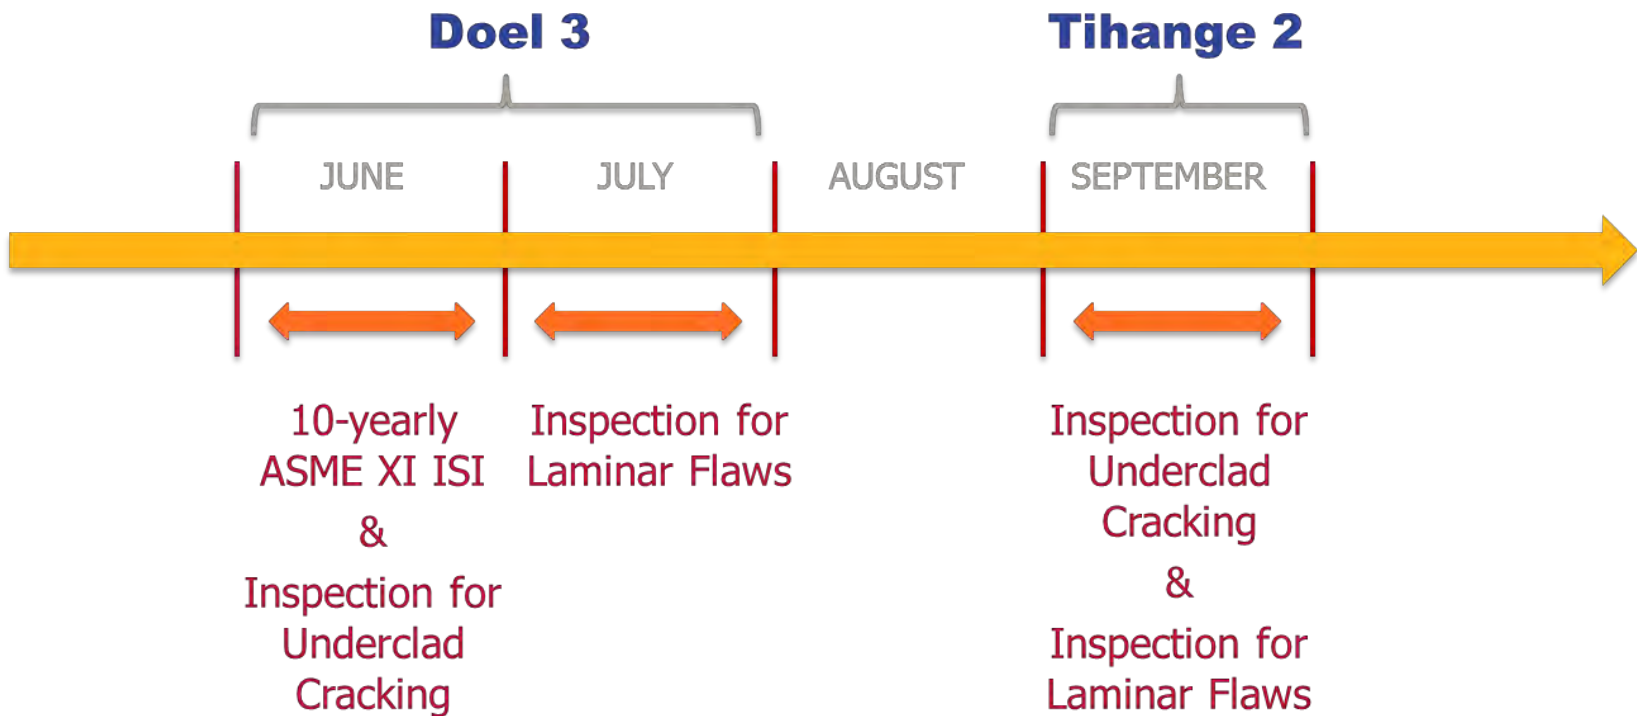 Doel 3
Tihange 2
JUNE
JULY
AUGUST
SEPTEMBER
10-yearly
ASME XI ISI
&
Inspection for
Underclad
Cracking
Inspection for
Laminar Flaws
Inspection for
Underclad
Cracking
&
Inspection for
Laminar Flaws